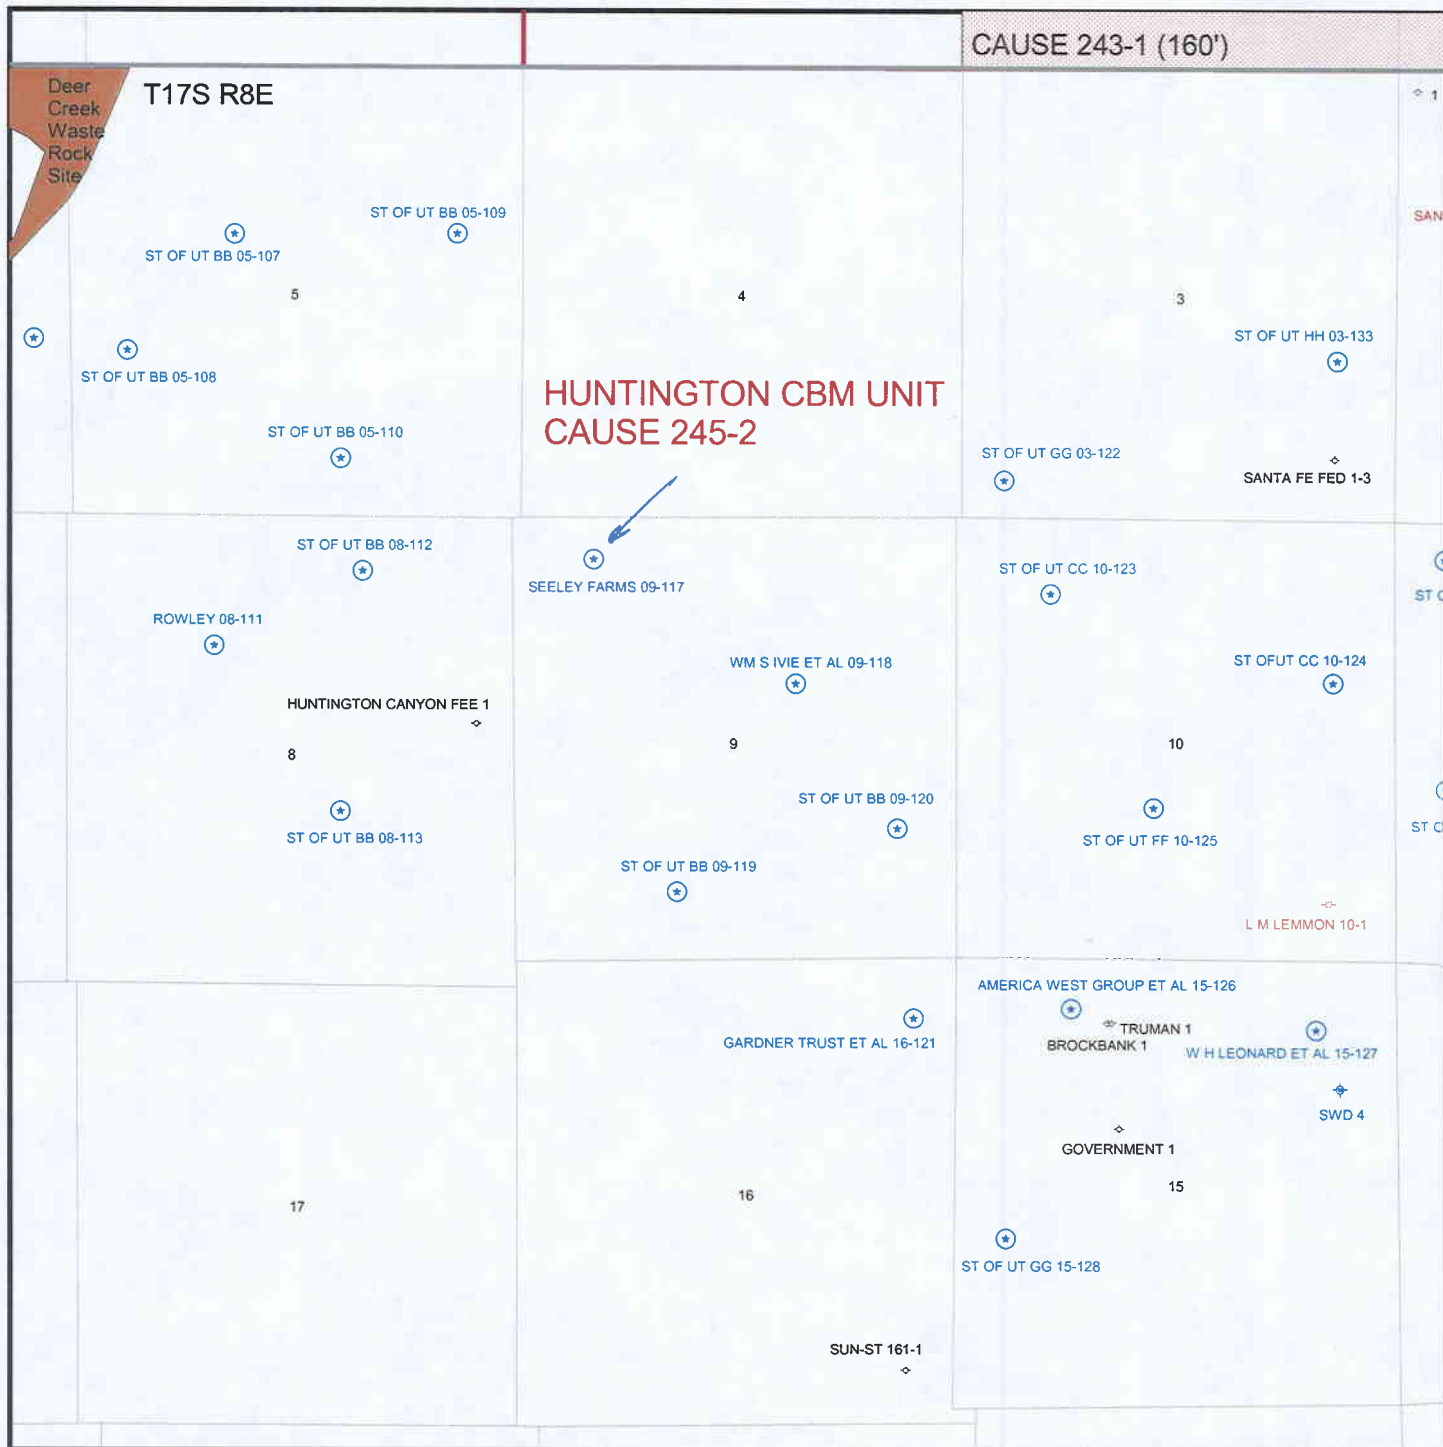 CAUSE 243-1 (160')
Deer
Creek
Waste
Rock
Site
T17S R8E
1
ST OF UT BB 05-109
SAN
ST OF UT BB 05-107
5
4
3
ST OF UT HH 03-133
ST OF UT BB 05-108
HUNTINGTON CBM UNIT
CAUSE 245-2
ST OF UT BB 05-110
ST OF UT GG 03-122
SANTA FE FED 1-3
ST OF UT BB 08-112
SEELEY FARMS 09-117
ST OF UT CC 10-123
ST O
ROWLEY 08-111
WM S IVIE ET AL 09-118
ST OFUT CC 10-124
HUNTINGTON CANYON FEE 1
8
9
10
ST OF UT BB 09-120
ST OF UT BB 08-113
ST OF UT FF 10-125
ST OF UT BB 09-119
L M LEMMON 10-1
AMERICA WEST GROUP ET AL 15-126
GARDNER TRUST ET AL 16-121
TRUMAN 1
BROCKBANK 1
W H LEONARD ET AL 15-127
SWD 4
GOVERNMENT 1
15
16
17
ST OF UT GG 15-128
SUN-ST 161-1